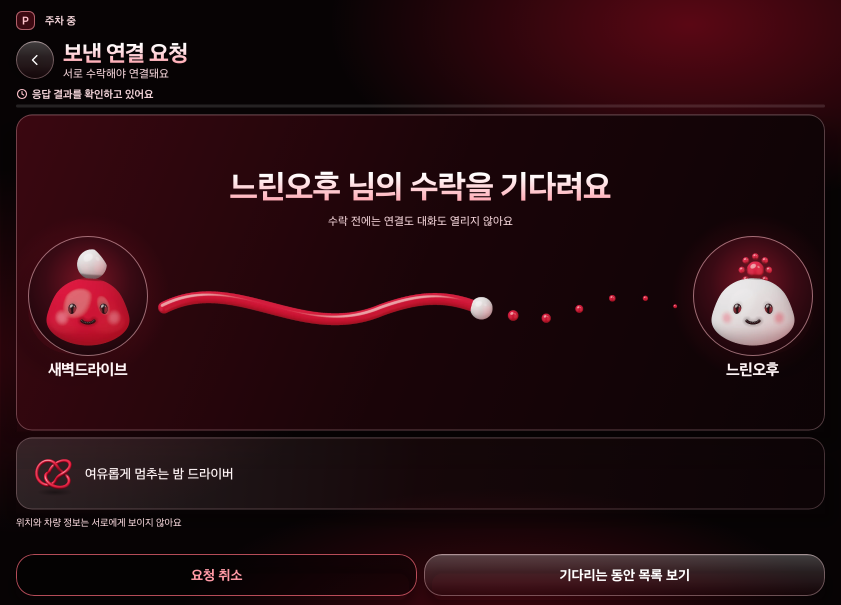 P 주차 중
보낸 연결 요청
서로 수락해야 연결돼요
응답 결과를 확인하고 있어요
느린오후 님의 수락을 기다려요
수락 전에는 연결도 대화도 열리지 않아요
새벽드라이브
느린오후
여유롭게 멈추는 밤 드라이버
위치와 차량 정보는 서로에게 보이지 않아요
요청 취소
기다리는 동안 목록 보기